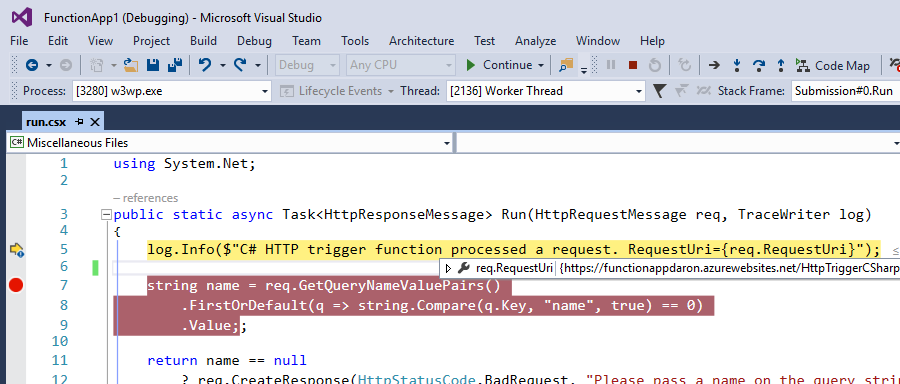 FunctionApp1 (Debugging) - Microsoft Visual Studio
File Edit View Project Build Debug Team Tools Architecture Test Analyze Window Help
Debug Any CPU Continue Code Map
Process: [3280] w3wp.exe Lifecycle Events Thread: [2136] Worker Thread Stack Frame: Submission#0.Run
run.csx
C# Miscellaneous Files
1 using System.Net;
2
– references
3 public static async Task<HttpResponseMessage> Run(HttpRequestMessage req, TraceWriter log)
4 {
5 log.Info($"C# HTTP trigger function processed a request. RequestUri={req.RequestUri}"); ≤
6 req.RequestUri {https://functionappdaron.azurewebsites.net/HttpTriggerCSharp
7 string name = req.GetQueryNameValuePairs()
8 .FirstOrDefault(q => string.Compare(q.Key, "name", true) == 0)
9 .Value;;
10
11 return name == null
12 ? req.CreateResponse(HttpStatusCode.BadRequest, "Please pass a name on the query strin